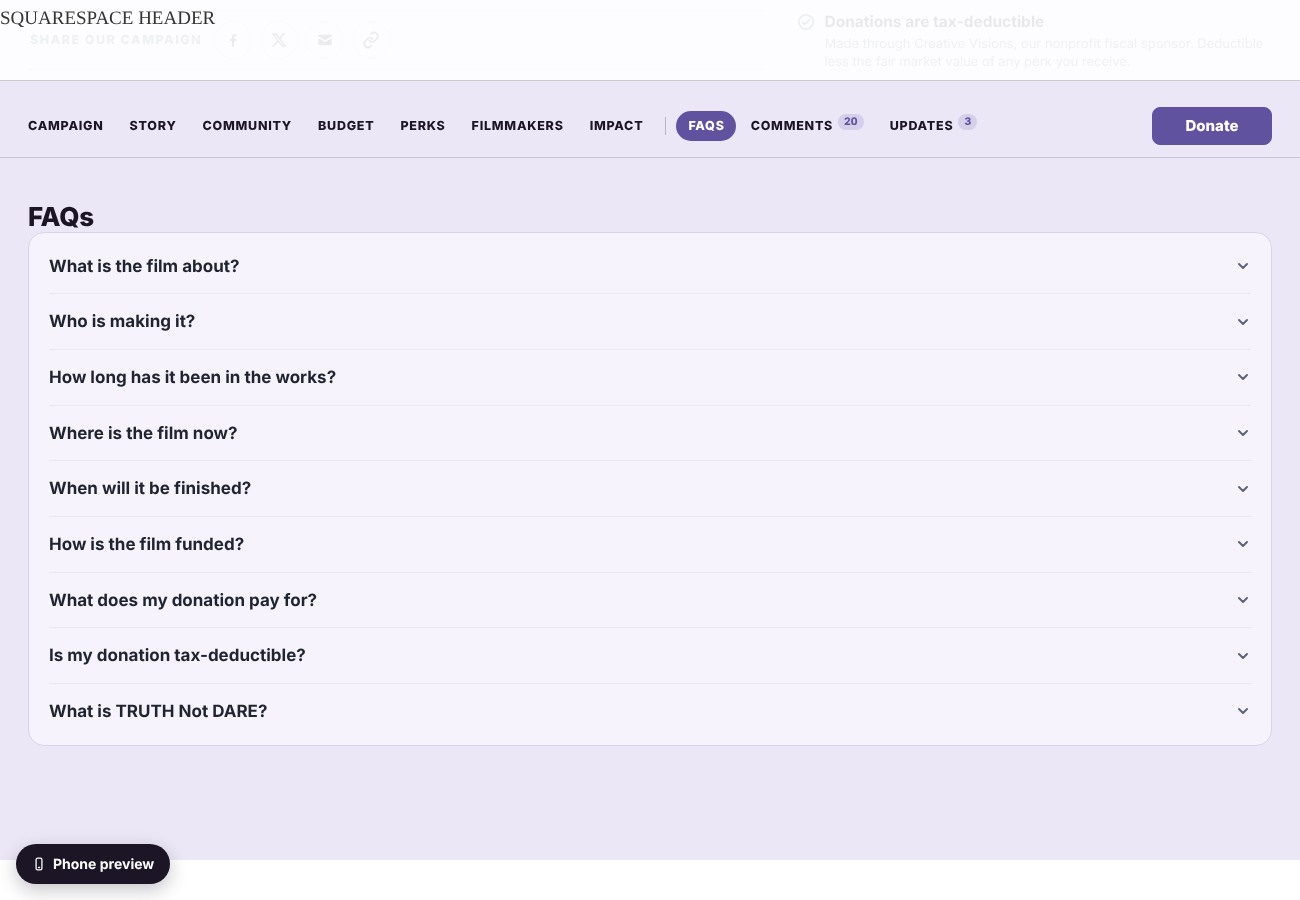 SQUARESPACE HEADER
SHARE OUR CAMPAIGN
Donations are tax-deductible
Made through Creative Visions, our nonprofit fiscal sponsor. Deductible
less the fair market value of any perk you receive.
CAMPAIGN STORY COMMUNITY BUDGET PERKS FILMMAKERS IMPACT FAQS COMMENTS 20 UPDATES 3 Donate
FAQs
What is the film about?
Who is making it?
How long has it been in the works?
Where is the film now?
When will it be finished?
How is the film funded?
What does my donation pay for?
Is my donation tax-deductible?
What is TRUTH Not DARE?
Phone preview